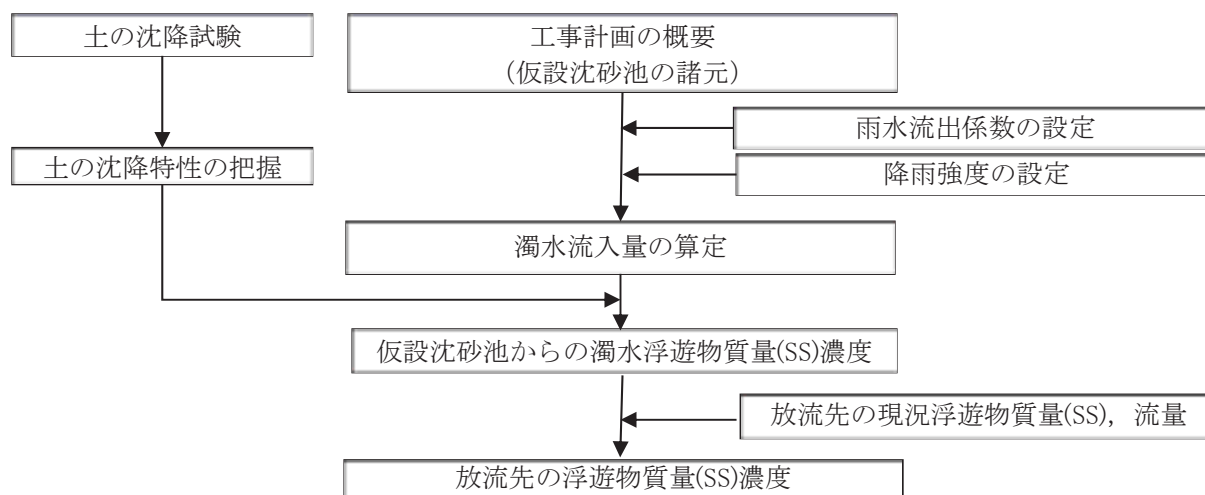 土の沈降試験
工事計画の概要
（仮設沈砂池の諸元）
雨水流出係数の設定
土の沈降特性の把握
降雨強度の設定
濁水流入量の算定
仮設沈砂池からの濁水浮遊物質量(SS)濃度
放流先の現況浮遊物質量(SS)，流量
放流先の浮遊物質量(SS)濃度